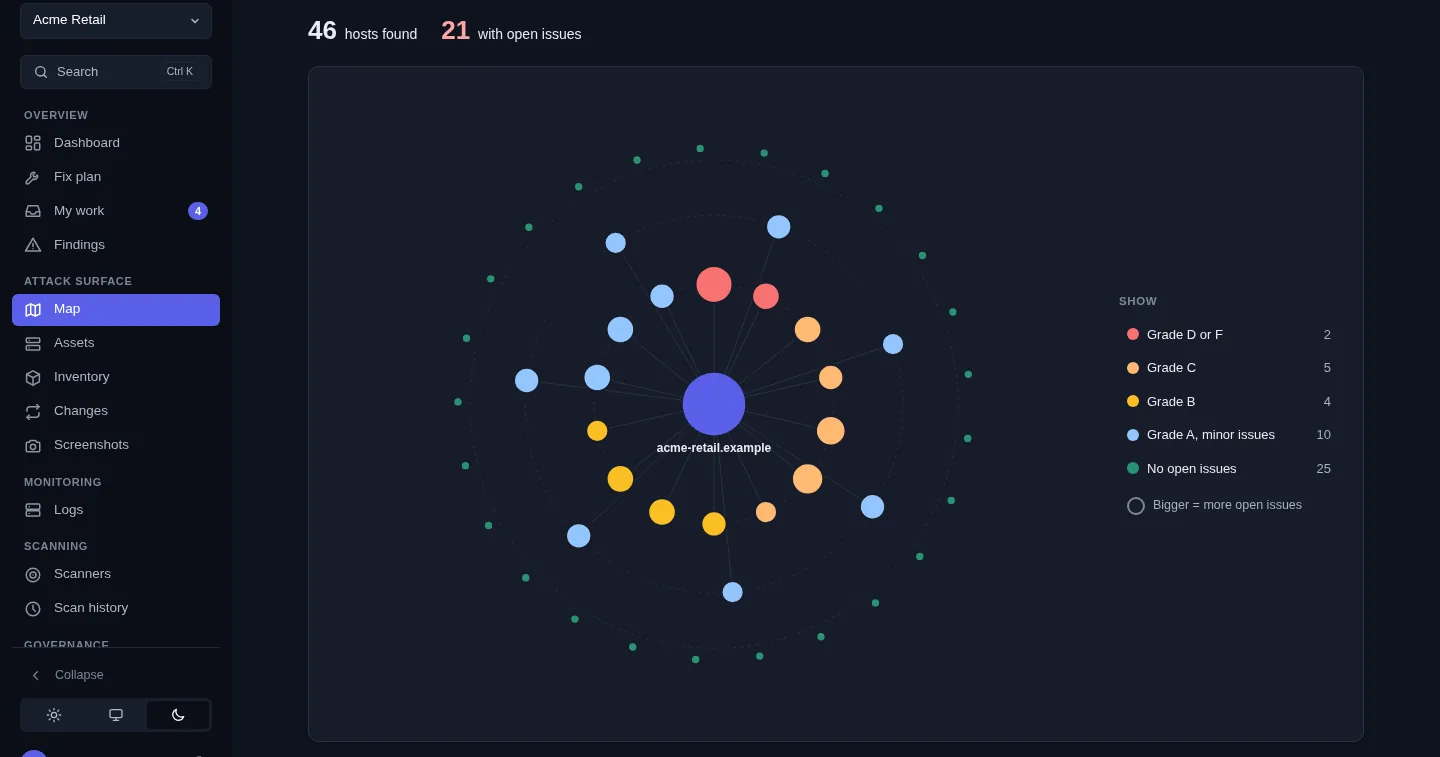 Acme Retail
Search
Ctrl K
OVERVIEW
Dashboard
Fix plan
My work
4
Findings
ATTACK SURFACE
Map
Assets
Inventory
Changes
Screenshots
MONITORING
Logs
SCANNING
Scanners
Scan history
GOVERNANCE
Collapse
46 hosts found 21 with open issues
acme-retail.example
SHOW
Grade D or F 2
Grade C 5
Grade B 4
Grade A, minor issues 10
No open issues 25
Bigger = more open issues